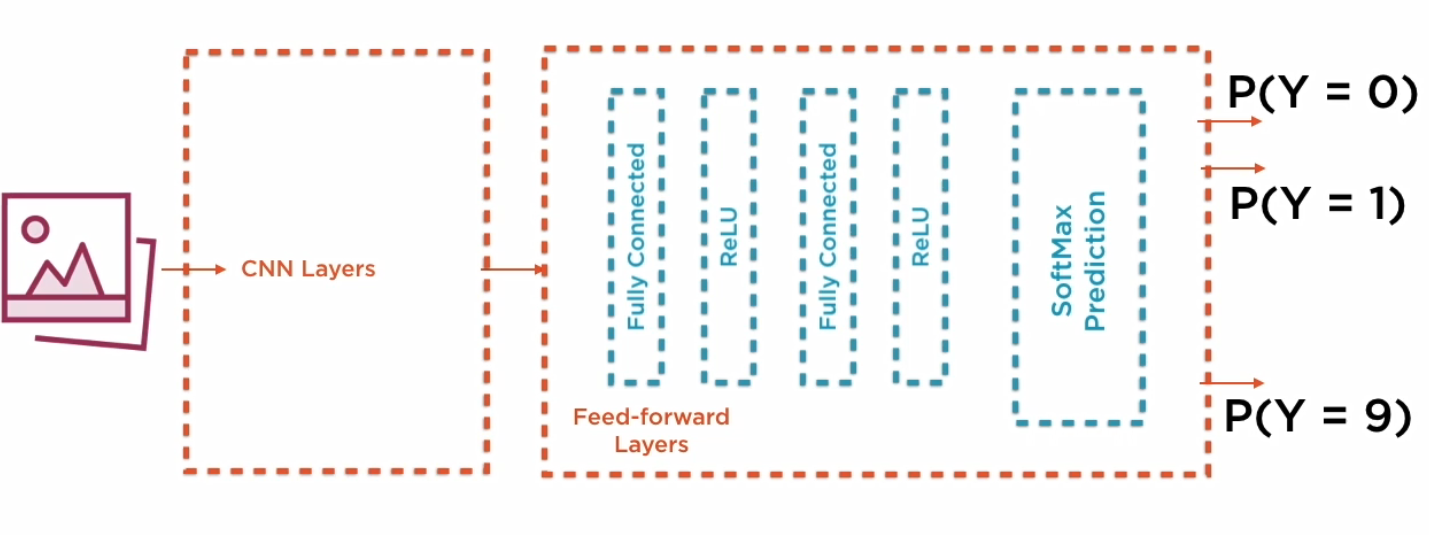 CNN Layers
Fully Connected
ReLU
Fully Connected
ReLU
SoftMax
Prediction
Feed-forward
Layers
P(Y = 0)
P(Y = 1)
P(Y = 9)